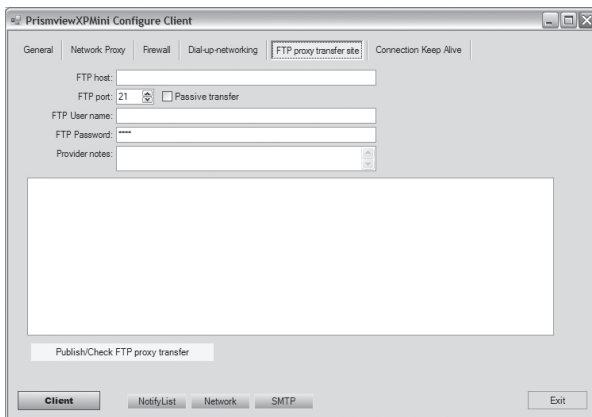 PrismviewXPMini Configure Client
General Network Proxy Firewall Dial-up-networking FTP proxy transfer site Connection Keep Alive
FTP host:
FTP port: 21 Passive transfer
FTP User name:
FTP Password: ****
Provider notes:
Publish/Check FTP proxy transfer
Client NotifyList Network SMTP Exit